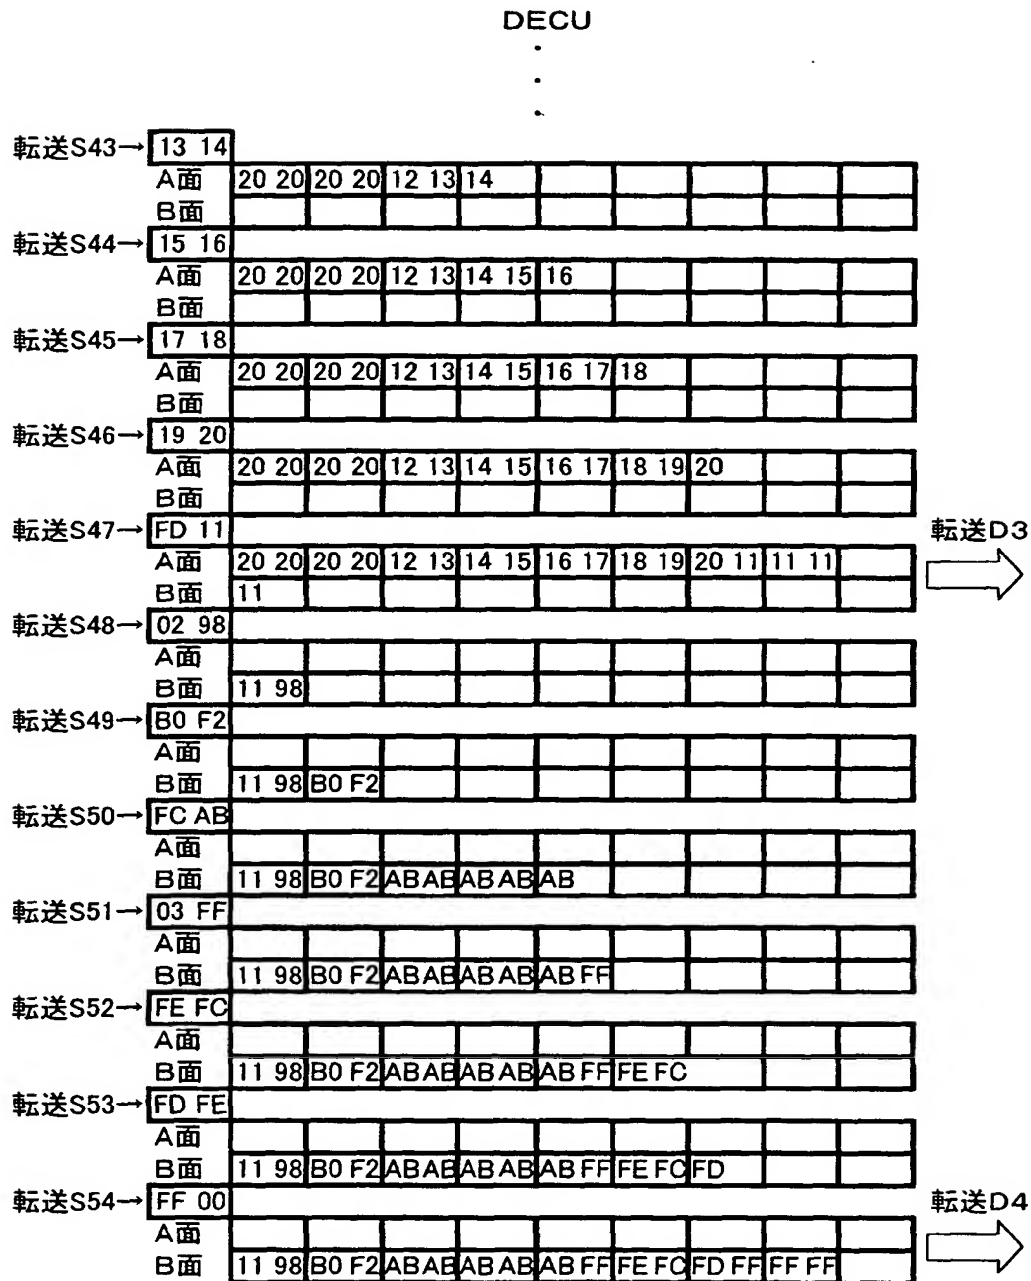 DECU
転送S43→ 13 14
A面 20 20 20 20 12 13 14
B面
転送S44→ 15 16
A面 20 20 20 20 12 13 14 15 16
B面
転送S45→ 17 18
A面 20 20 20 20 12 13 14 15 16 17 18
B面
転送S46→ 19 20
A面 20 20 20 20 12 13 14 15 16 17 18 19 20
B面
転送S47→ FD 11 転送D3
A面 20 20 20 20 12 13 14 15 16 17 18 19 20 11 11 11
B面 11
転送S48→ 02 98
A面
B面 11 98
転送S49→ B0 F2
A面
B面 11 98 B0 F2
転送S50→ FC AB
A面
B面 11 98 B0 F2 AB AB AB AB AB
転送S51→ 03 FF
A面
B面 11 98 B0 F2 AB AB AB AB AB FF
転送S52→ FE FC
A面
B面 11 98 B0 F2 AB AB AB AB AB FF FE FC
転送S53→ FD FE
A面
B面 11 98 B0 F2 AB AB AB AB AB FF FE FC FD
転送S54→ FF 00 転送D4
A面
B面 11 98 B0 F2 AB AB AB AB AB FF FE FC FD FF FF FF